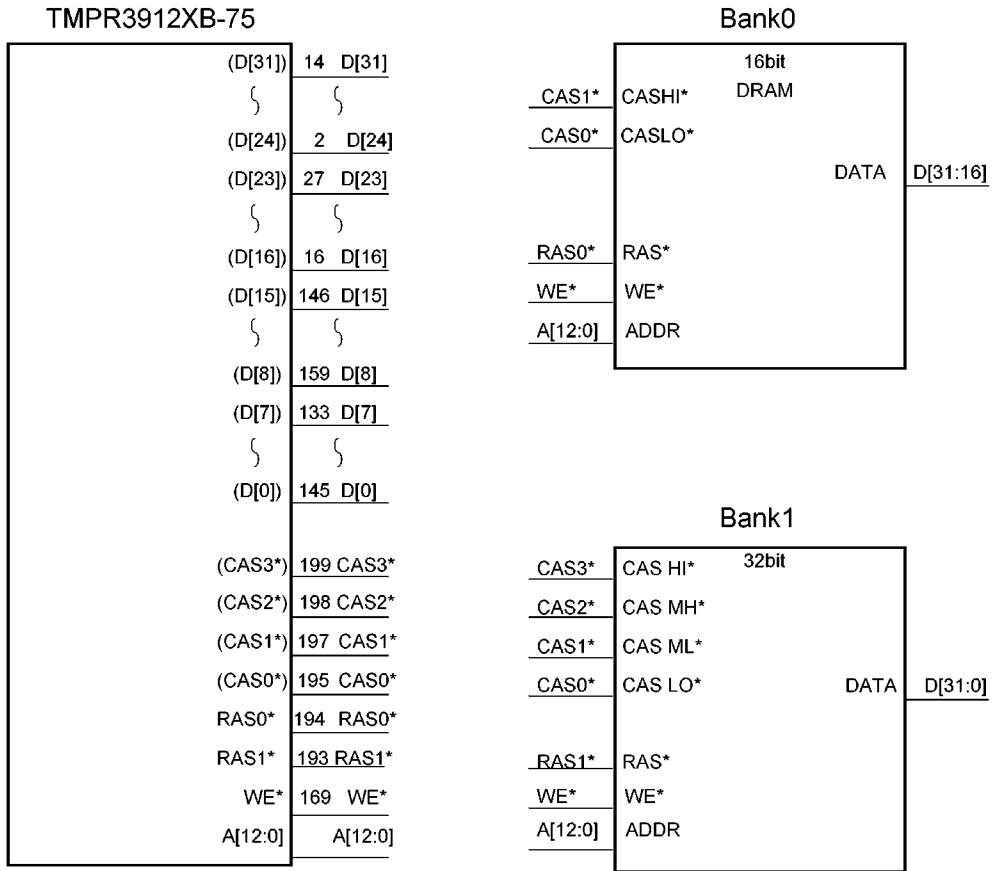 TMPR3912XB-75
(D[31]) 14 D[31]
(D[24]) 2 D[24]
(D[23]) 27 D[23]
(D[16]) 16 D[16]
(D[15]) 146 D[15]
(D[8]) 159 D[8]
(D[7]) 133 D[7]
(D[0]) 145 D[0]
(CAS3*) 199 CAS3*
(CAS2*) 198 CAS2*
(CAS1*) 197 CAS1*
(CAS0*) 195 CAS0*
RAS0* 194 RAS0*
RAS1* 193 RAS1*
WE* 169 WE*
A[12:0] A[12:0]
Bank0
16bit
DRAM
CAS1* CASHI*
CAS0* CASLO*
DATA D[31:16]
RAS0* RAS*
WE* WE*
A[12:0] ADDR
Bank1
32bit
CAS3* CAS HI*
CAS2* CAS MH*
CAS1* CAS ML*
CAS0* CAS LO* DATA D[31:0]
RAS1* RAS*
WE* WE*
A[12:0] ADDR